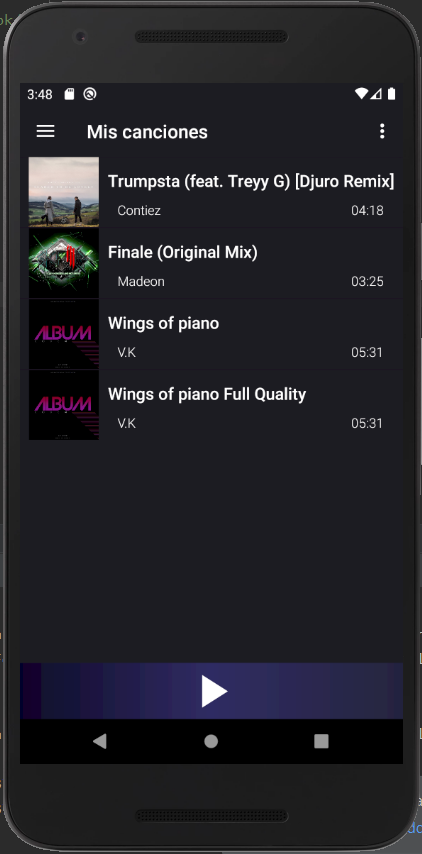 3:48
Mis canciones
Trumpsta (feat. Treyy G) [Djuro Remix]
Contiez 04:18
Finale (Original Mix)
Madeon 03:25
ALBUM
Wings of piano
V.K 05:31
ALBUM
Wings of piano Full Quality
V.K 05:31